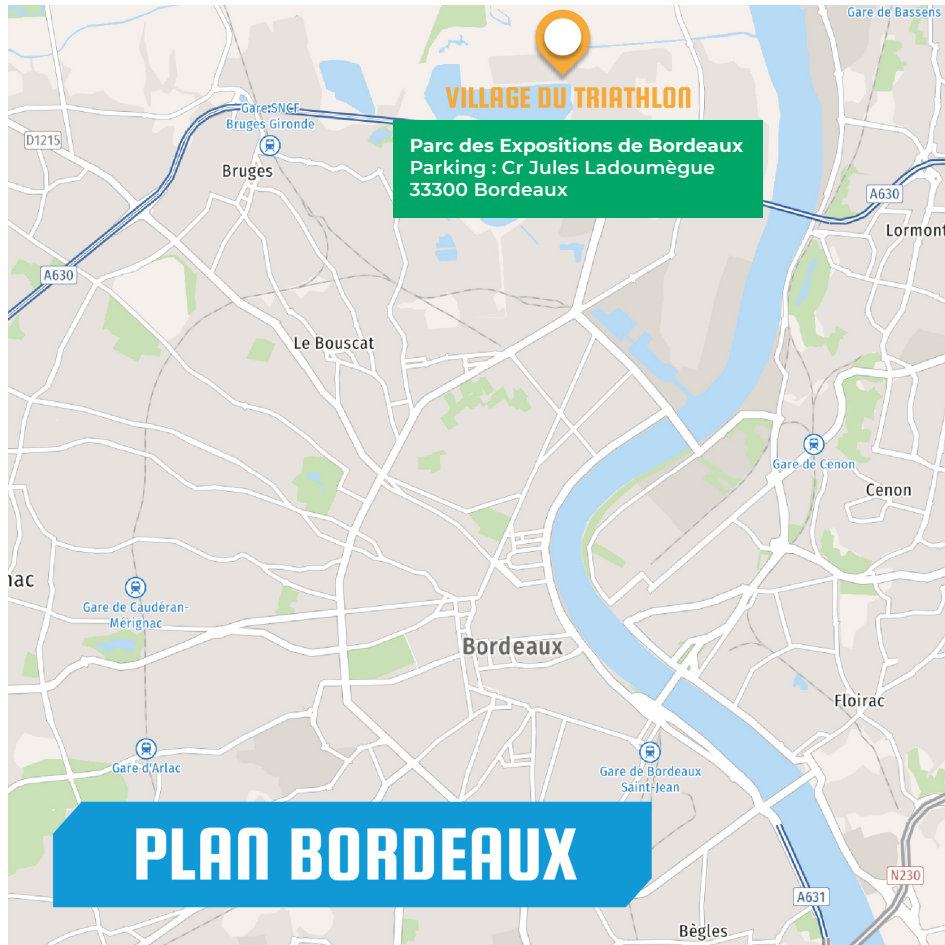 Gare de Bassens
VILLAGE DU TRIATHLON
Gare SNCF
Bruges Gironde
D1215
Parc des Expositions de Bordeaux
Parking : Cr Jules Ladoumègue
33300 Bordeaux
Bruges
A630
Lormont
A630
Le Bouscat
Gare de Cenon
Cenon
nac
Gare de Caudéran-
Mérignac
Bordeaux
Floirac
Gare d'Arlac
Gare de Bordeaux
Saint-Jean
PLAN BORDEAUX
N230
A631
Bègles